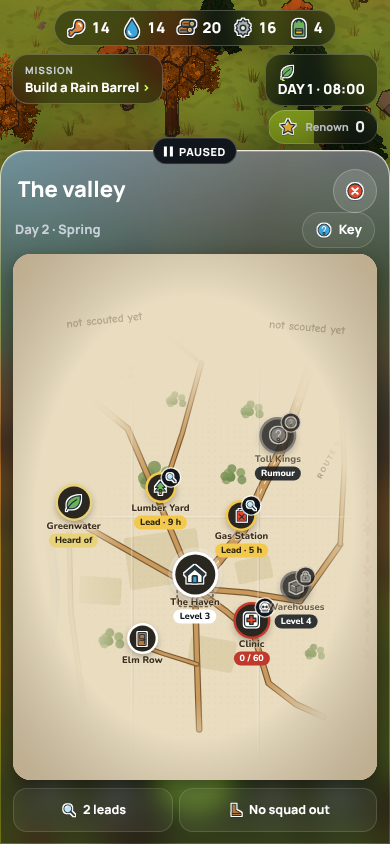 14 14 20 16 4
MISSION
Build a Rain Barrel ›
DAY 1 · 08:00
Renown 0
PAUSED
The valley
Day 2 · Spring
Key
not scouted yet
not scouted yet
Toll Kings
Rumour
ROUTE
Lumber Yard
Lead · 9 h
Greenwater
Heard of
Gas Station
Lead · 5 h
The Haven
Level 3
Warehouses
Level 4
Clinic
0 / 60
Elm Row
2 leads
No squad out